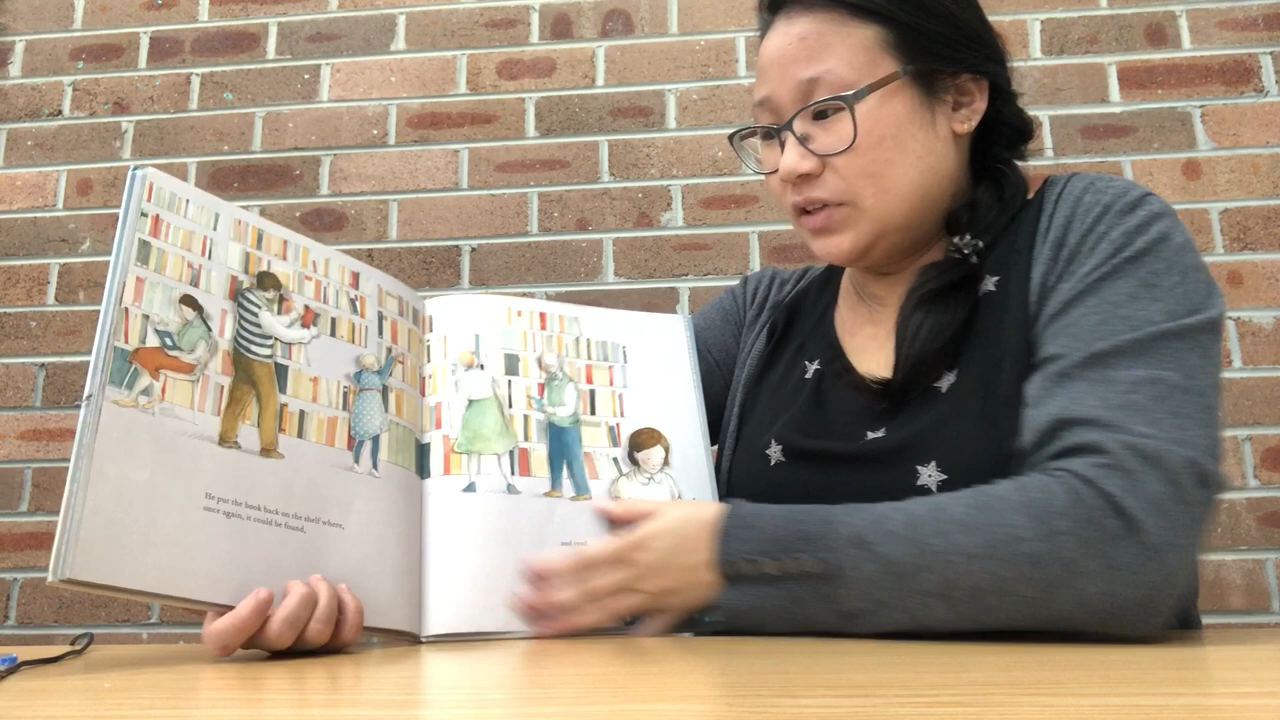 He put the book back on the shelf where,
once again, it could be found,
and read.